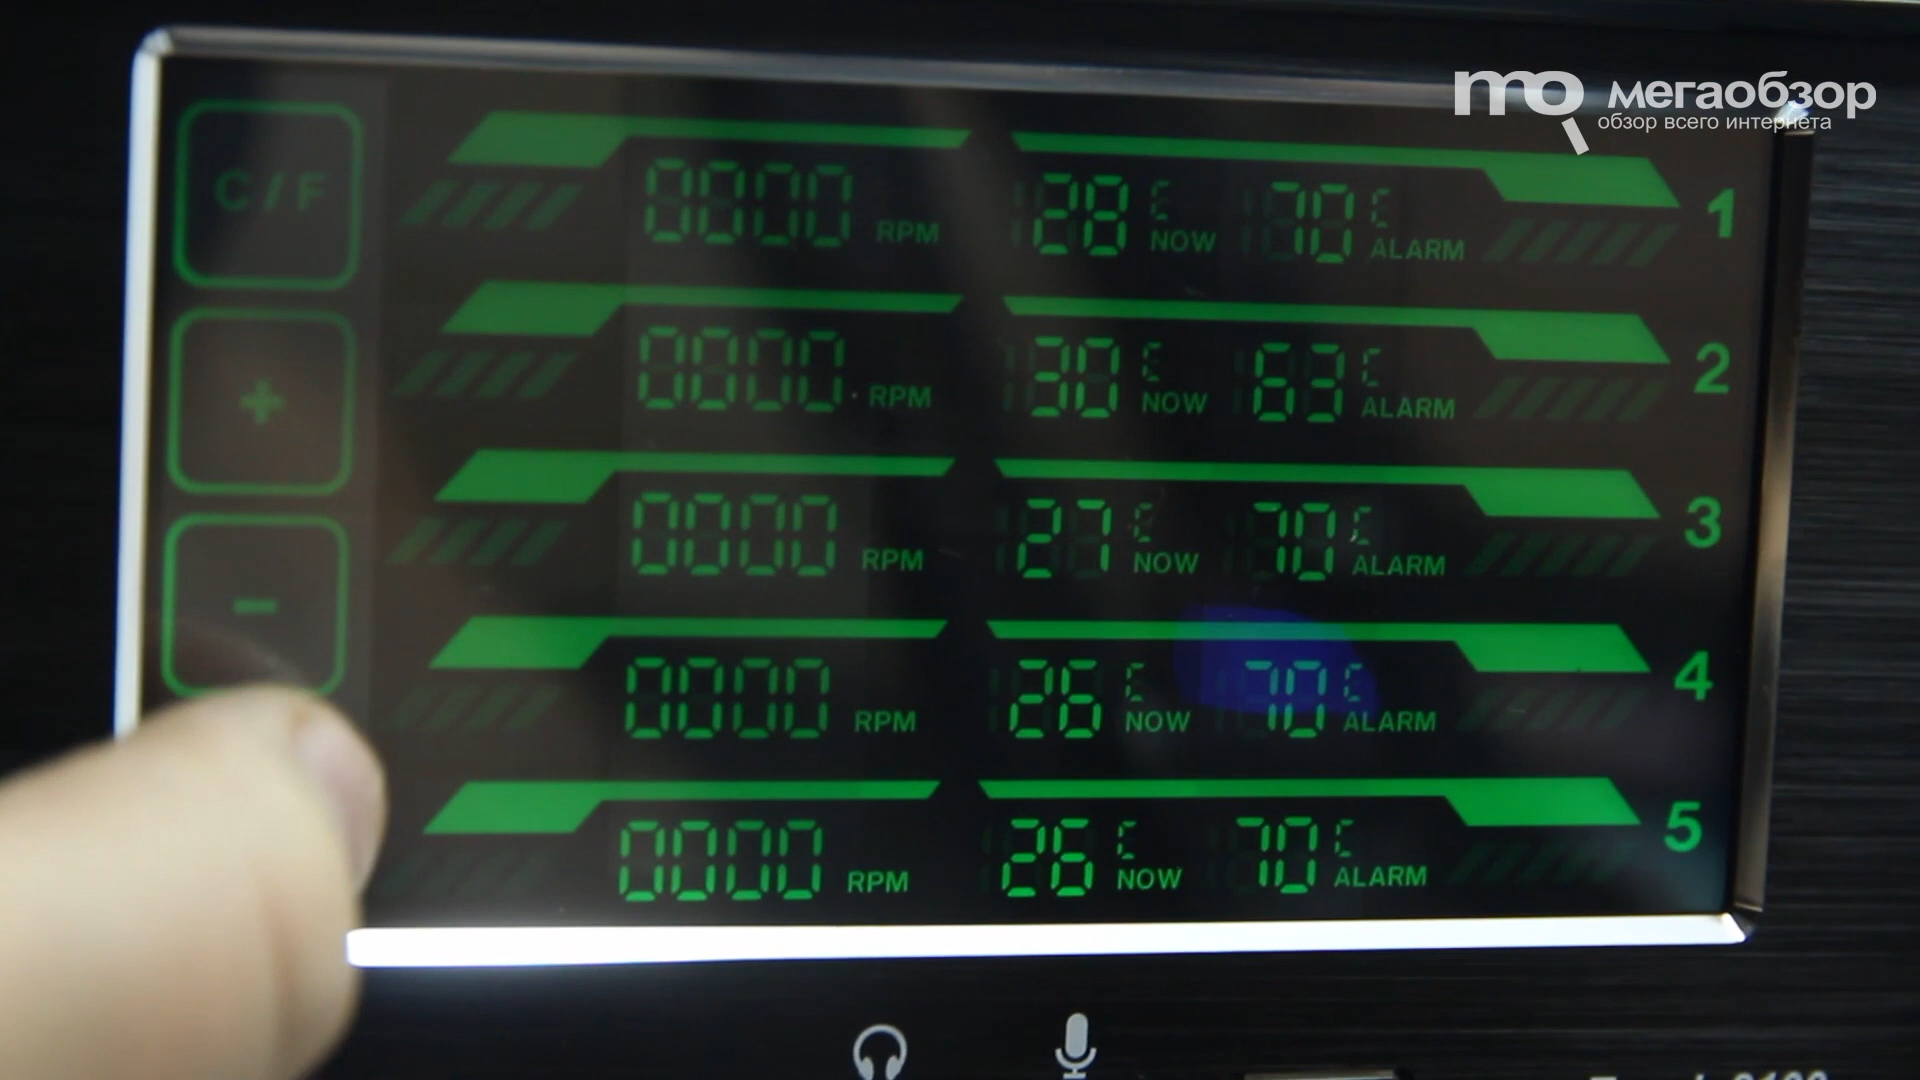 mo мегаобзор
обзор всего интернета
C / F
0000 RPM 28 C NOW 70 C ALARM 1
+
0000 RPM 30 C NOW 63 C ALARM 2
0000 RPM 27 C NOW 70 C ALARM 3
-
0000 RPM 26 C NOW 70 C ALARM 4
0000 RPM 26 C NOW 70 C ALARM 5